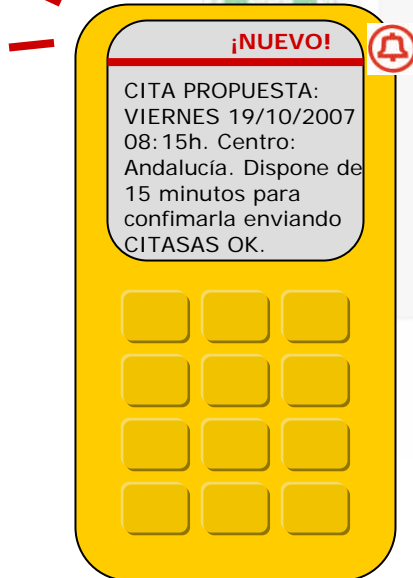 ¡NUEVO!
CITA PROPUESTA:
VIERNES 19/10/2007
08:15h. Centro:
Andalucía. Dispone de
15 minutos para
confimarla enviando
CITASAS OK.